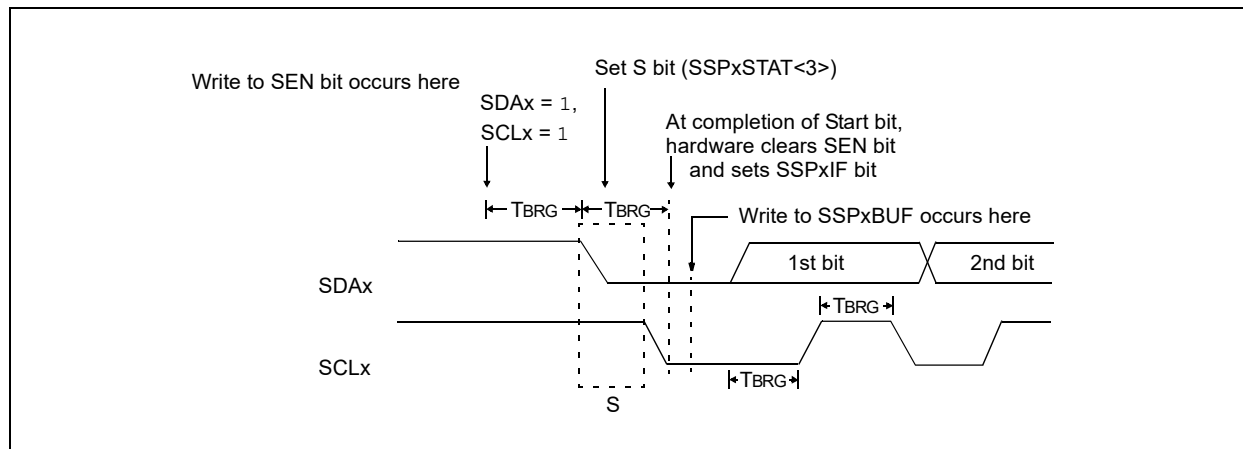 Write to SEN bit occurs here
Set S bit (SSPxSTAT<3>)
SDAx = 1,
SCLx = 1
At completion of Start bit,
hardware clears SEN bit
and sets SSPxIF bit
TBRG
TBRG
Write to SSPxBUF occurs here
SDAx
1st bit
2nd bit
TBRG
SCLx
TBRG
S